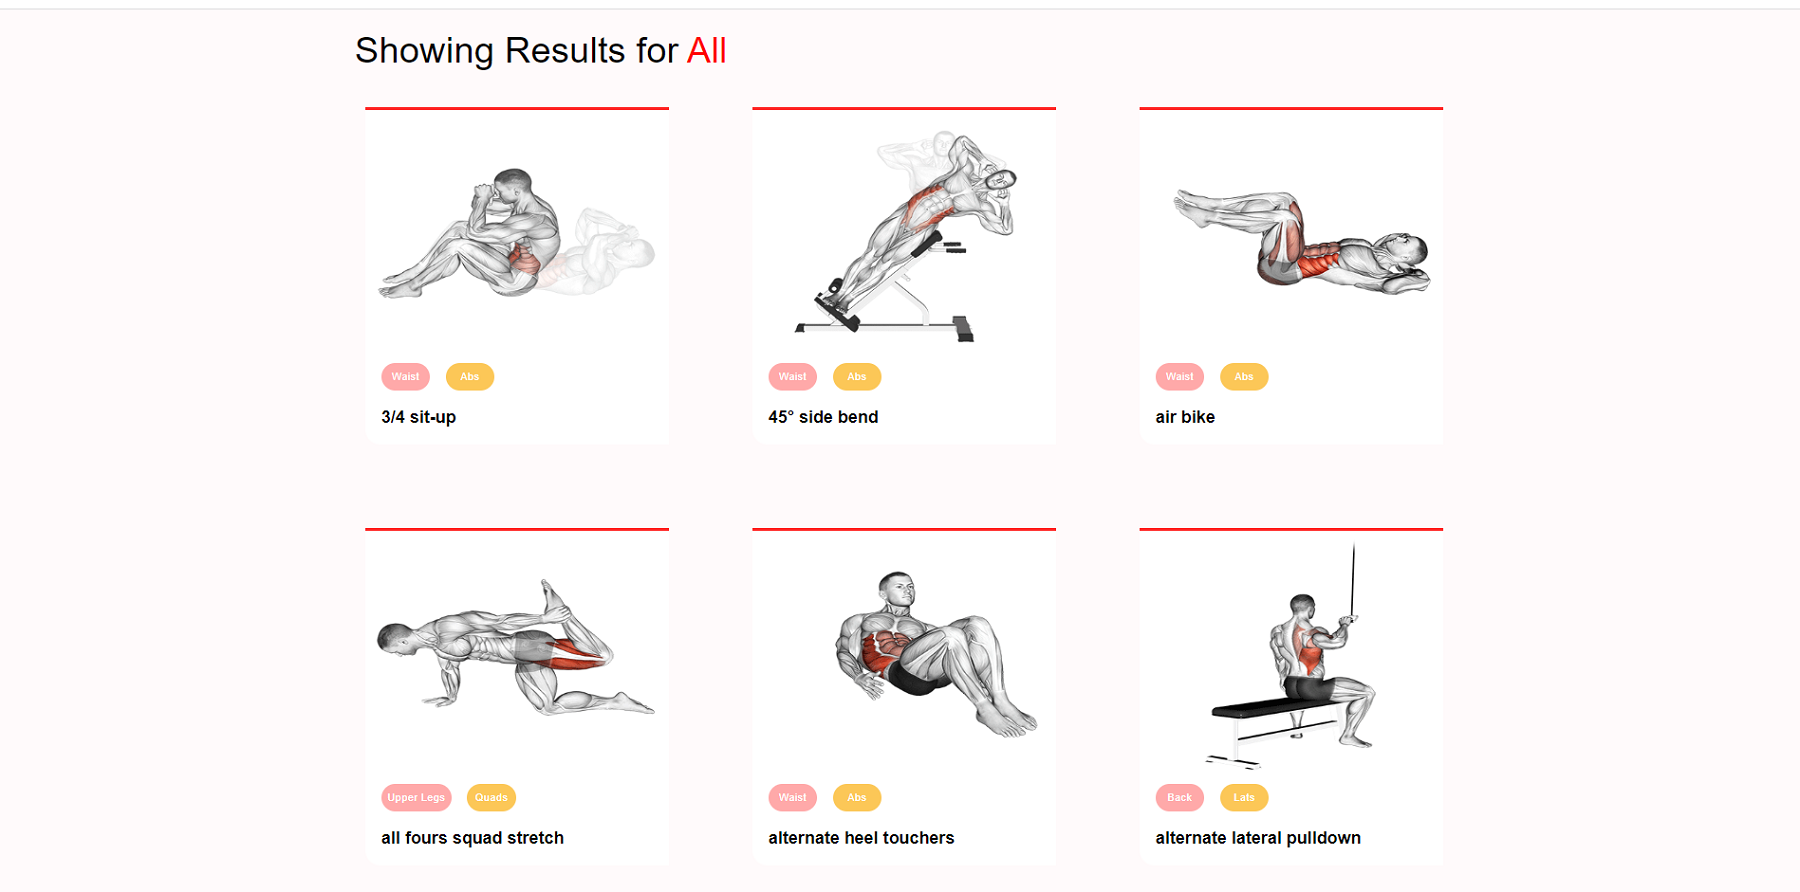 Showing Results for All
Waist Abs
3/4 sit-up
Waist Abs
45° side bend
Waist Abs
air bike
Upper Legs Quads
all fours squad stretch
Waist Abs
alternate heel touchers
Back Lats
alternate lateral pulldown